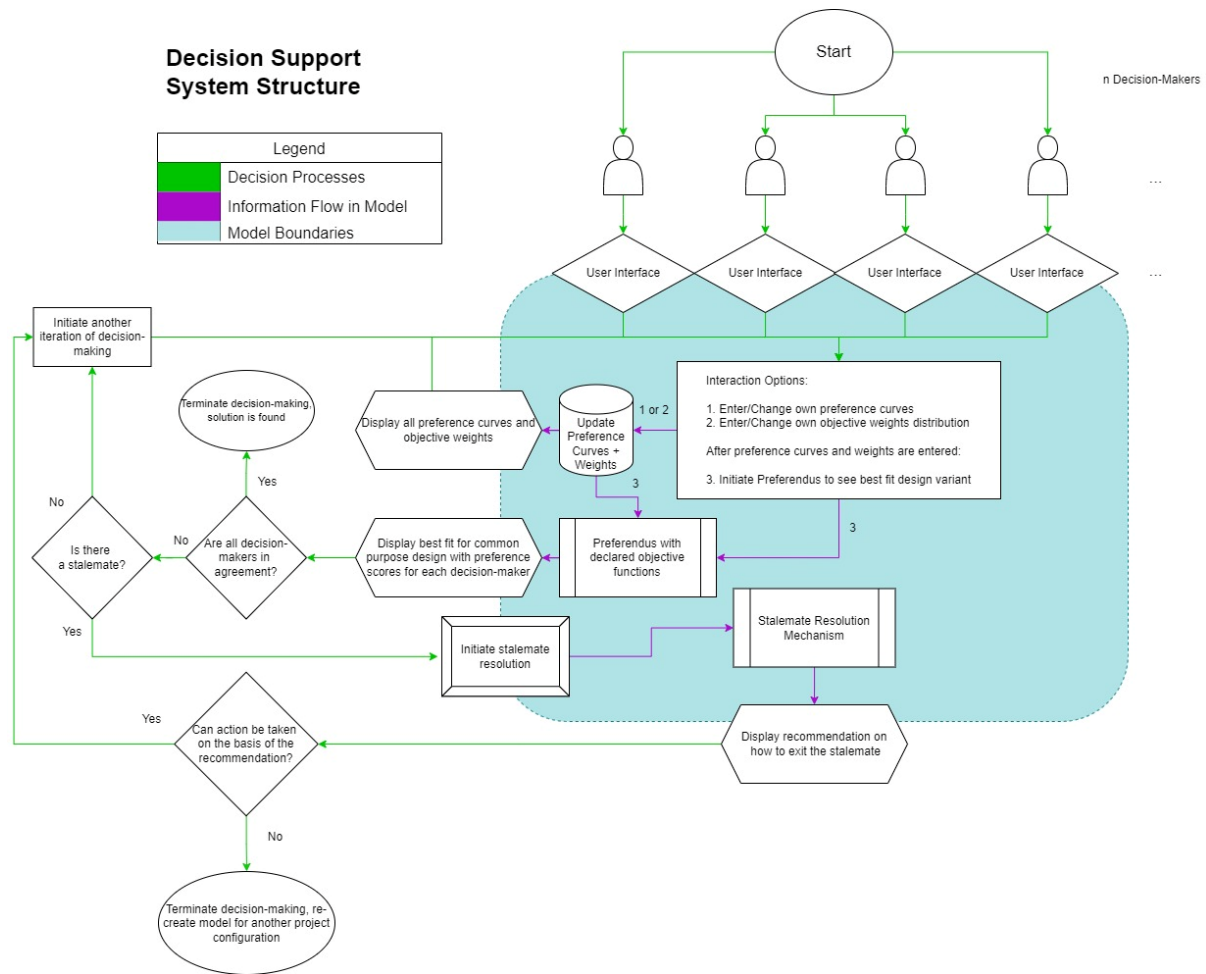 Decision Support
System Structure
Start
n Decision-Makers
Legend
Decision Processes
Information Flow in Model
Model Boundaries
...
User Interface
User Interface
User Interface
User Interface
...
Initiate another
iteration of decision-
making
Terminate decision-making,
solution is found
Display all preference curves and
objective weights
Update
Preference
Curves +
Weights
1 or 2
Interaction Options:
1. Enter/Change own preference curves
2. Enter/Change own objective weights distribution
After preference curves and weights are entered:
3. Initiate Preferendus to see best fit design variant
3
3
Yes
No
No
Is there
a stalemate?
Are all decision-
makers in
agreement?
Display best fit for common
purpose design with preference
scores for each decision-maker
Preferendus with
declared objective
functions
Yes
Initiate stalemate
resolution
Stalemate Resolution
Mechanism
Yes
Can action be taken
on the basis of the
recommendation?
Display recommendation on
how to exit the stalemate
No
Terminate decision-making, re-
create model for another project
configuration